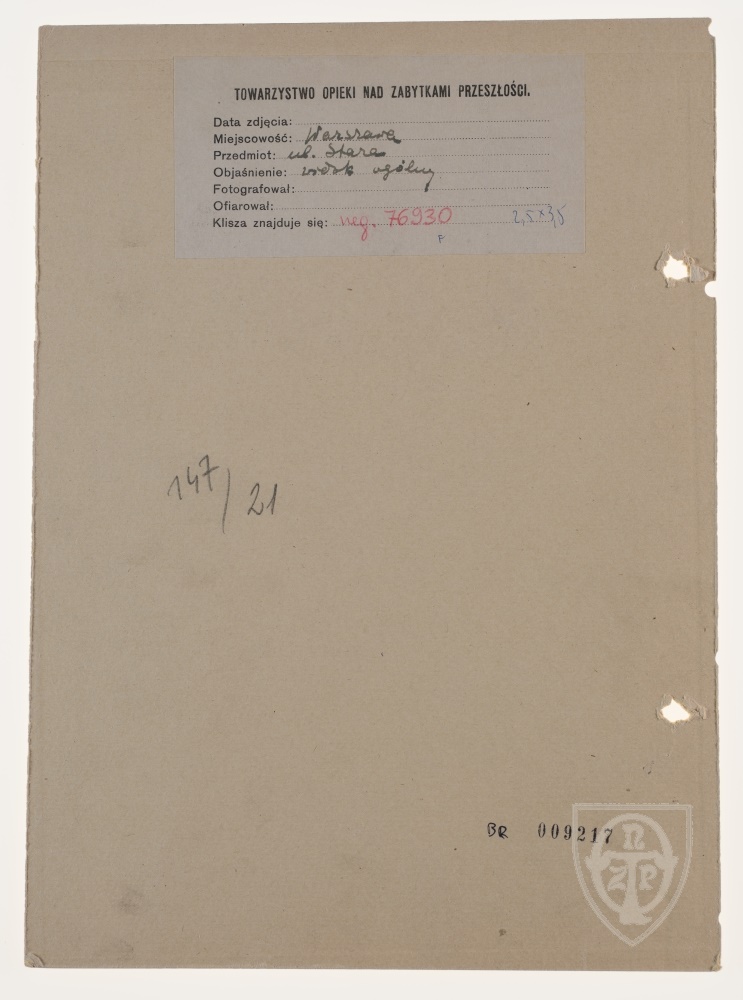 TOWARZYSTWO OPIEKI NAD ZABYTKAMI PRZESZŁOŚCI.
Data zdjęcia:
Miejscowość: Warszawa
Przedmiot: ul. Stara
Objaśnienie: widok ogólny
Fotografował:
Ofiarował:
Klisza znajduje się: neg. 76930 2,5x3,5
P
147/21
BR 009217
TONZP